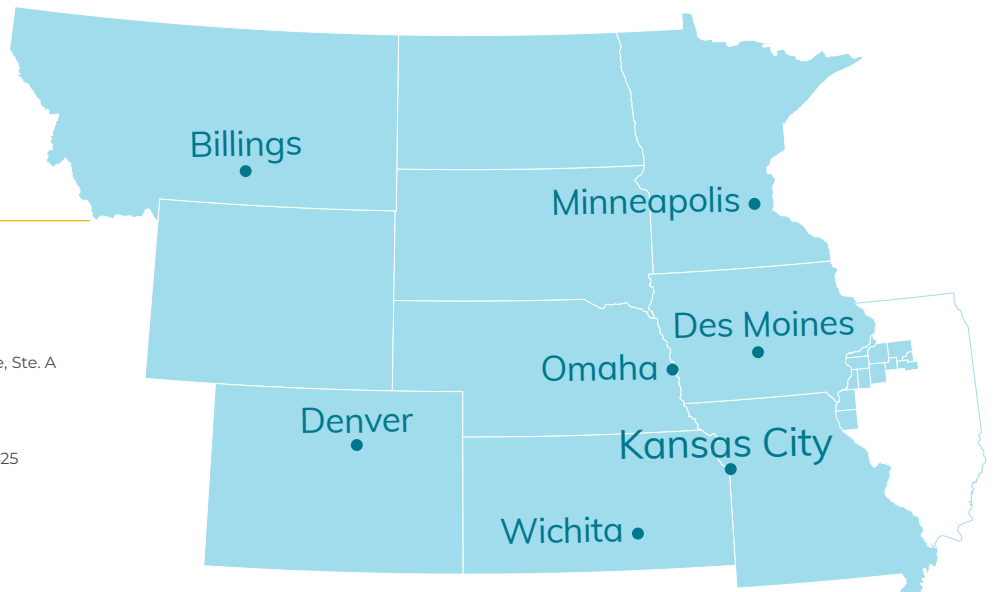 Billings
Minneapolis
Des Moines
e, Ste. A
Omaha
Denver
Kansas City
25
Wichita